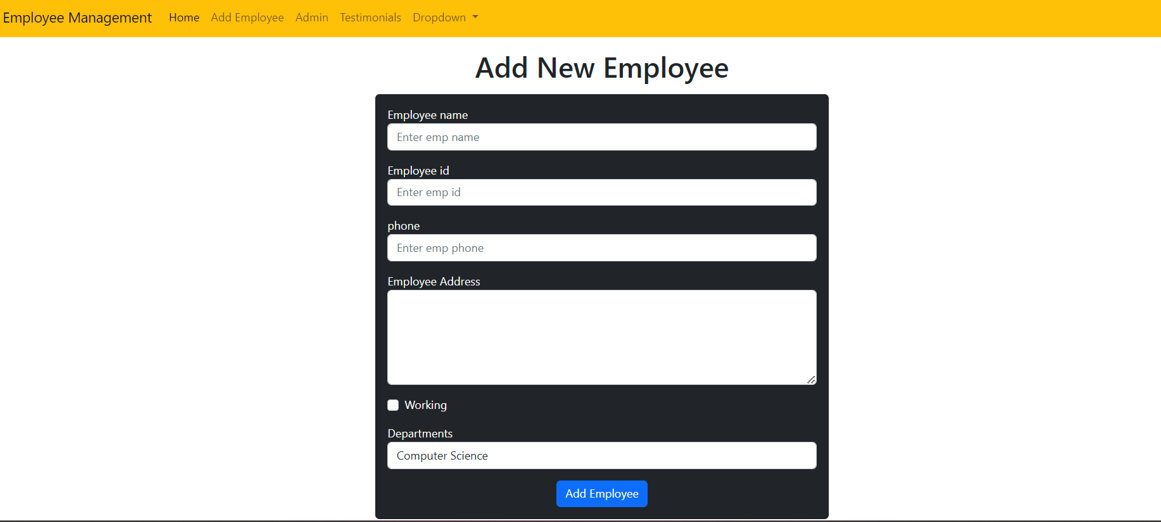 Employee Management Home Add Employee Admin Testimonials Dropdown
Add New Employee
Employee name
Enter emp name
Employee id
Enter emp id
phone
Enter emp phone
Employee Address
Working
Departments
Computer Science
Add Employee